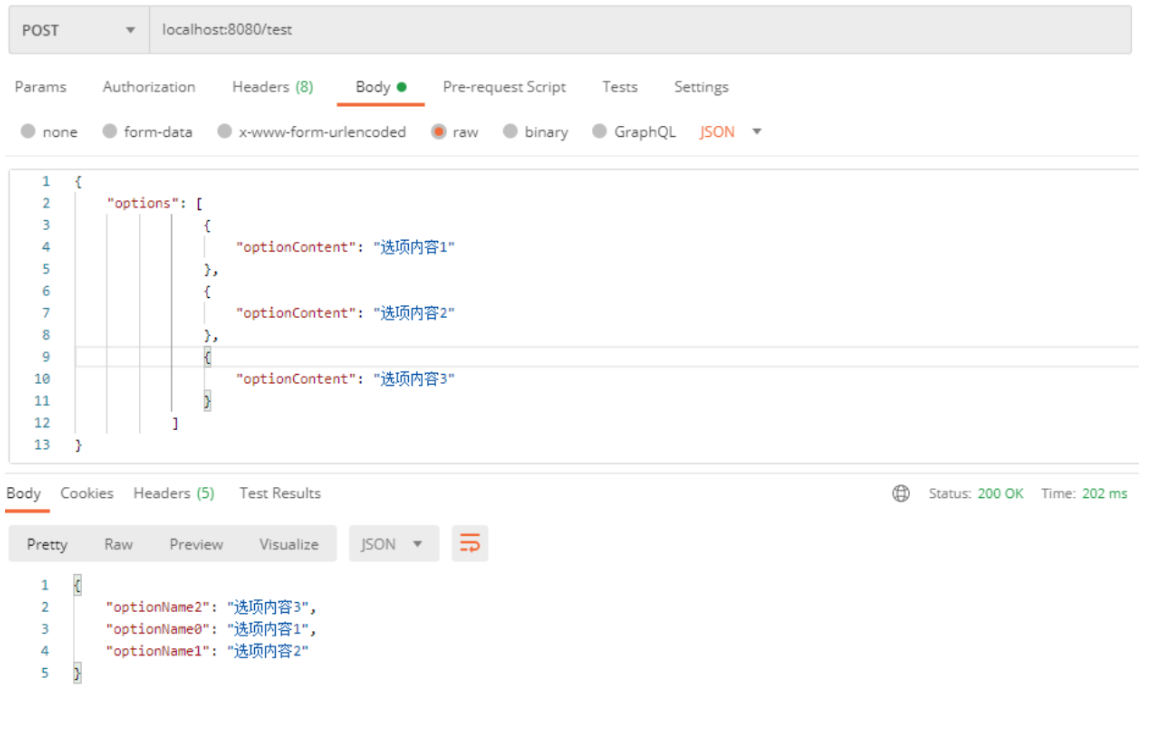 POST localhost:8080/test
Params Authorization Headers (8) Body Pre-request Script Tests Settings
none form-data x-www-form-urlencoded raw binary GraphQL JSON
1 {
2 "options": [
3 {
4 "optionContent": "选项内容1"
5 },
6 {
7 "optionContent": "选项内容2"
8 },
9 {
10 "optionContent": "选项内容3"
11 }
12 ]
13 }
Body Cookies Headers (5) Test Results Status: 200 OK Time: 202 ms
Pretty Raw Preview Visualize JSON
1 {
2 "optionName2": "选项内容3",
3 "optionName0": "选项内容1",
4 "optionName1": "选项内容2"
5 }